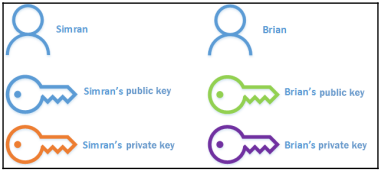 Simran
Brian
Simran's public key
Brian's public key
Simran's private key
Brian's private key